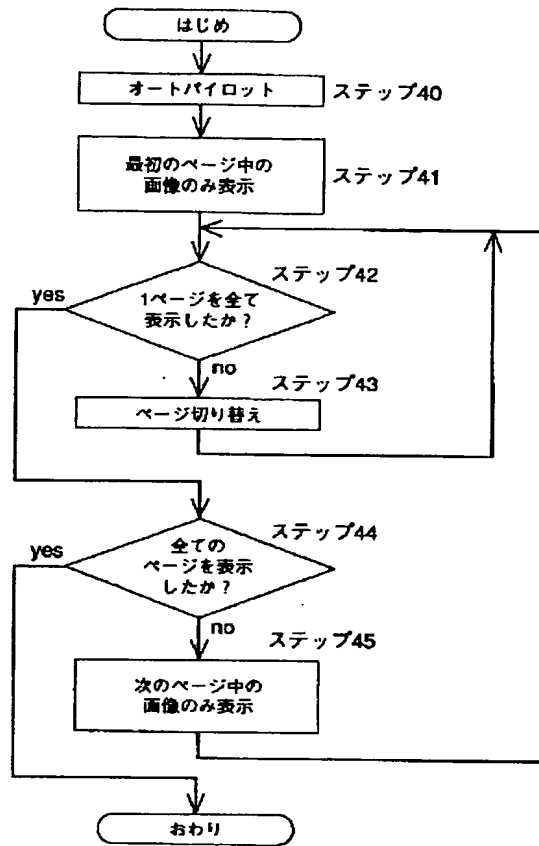 はじめ
オートパイロット
ステップ40
最初のページ中の
画像のみ表示
ステップ41
ステップ42
yes
1ページを全て
表示したか？
no
ステップ43
ページ切り替え
ステップ44
yes
全ての
ページを表示
したか？
no
ステップ45
次のページ中の
画像のみ表示
おわり